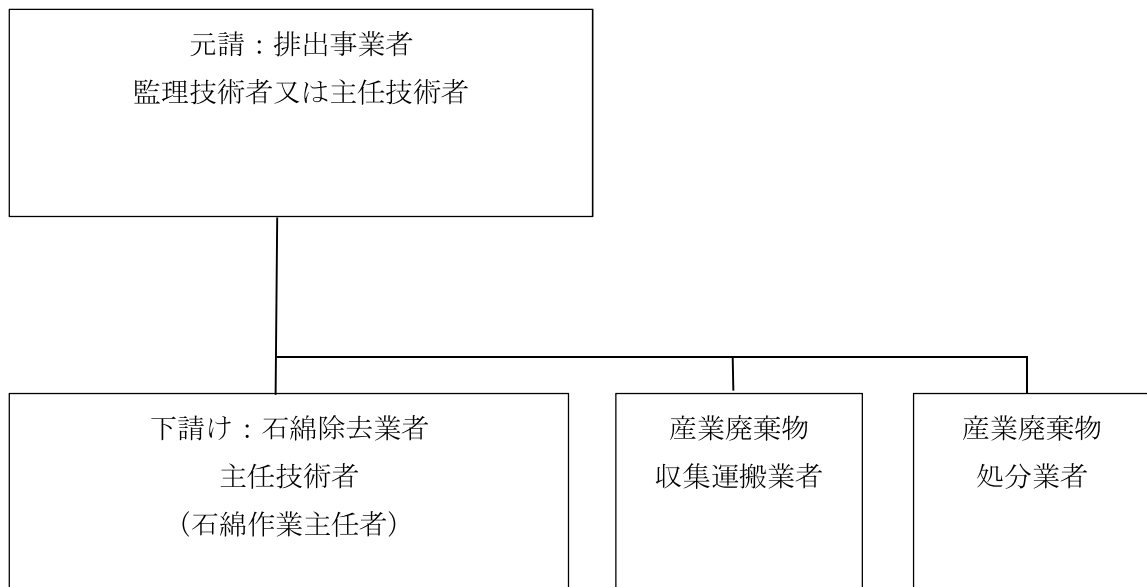 元請：排出事業者
監理技術者又は主任技術者
下請け：石綿除去業者
主任技術者
（石綿作業主任者）
産業廃棄物
収集運搬業者
産業廃棄物
処分業者